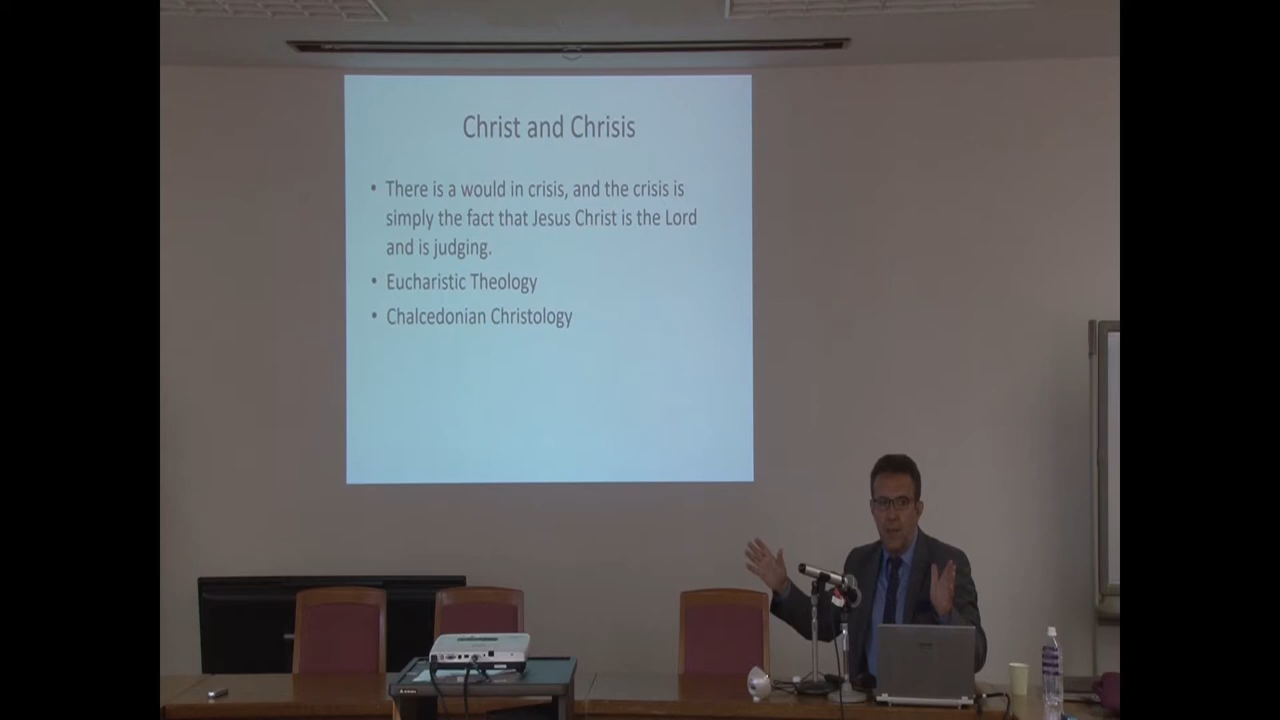 Christ and Chrisis
• There is a would in crisis, and the crisis is
simply the fact that Jesus Christ is the Lord
and is judging.
• Eucharistic Theology
• Chalcedonian Christology